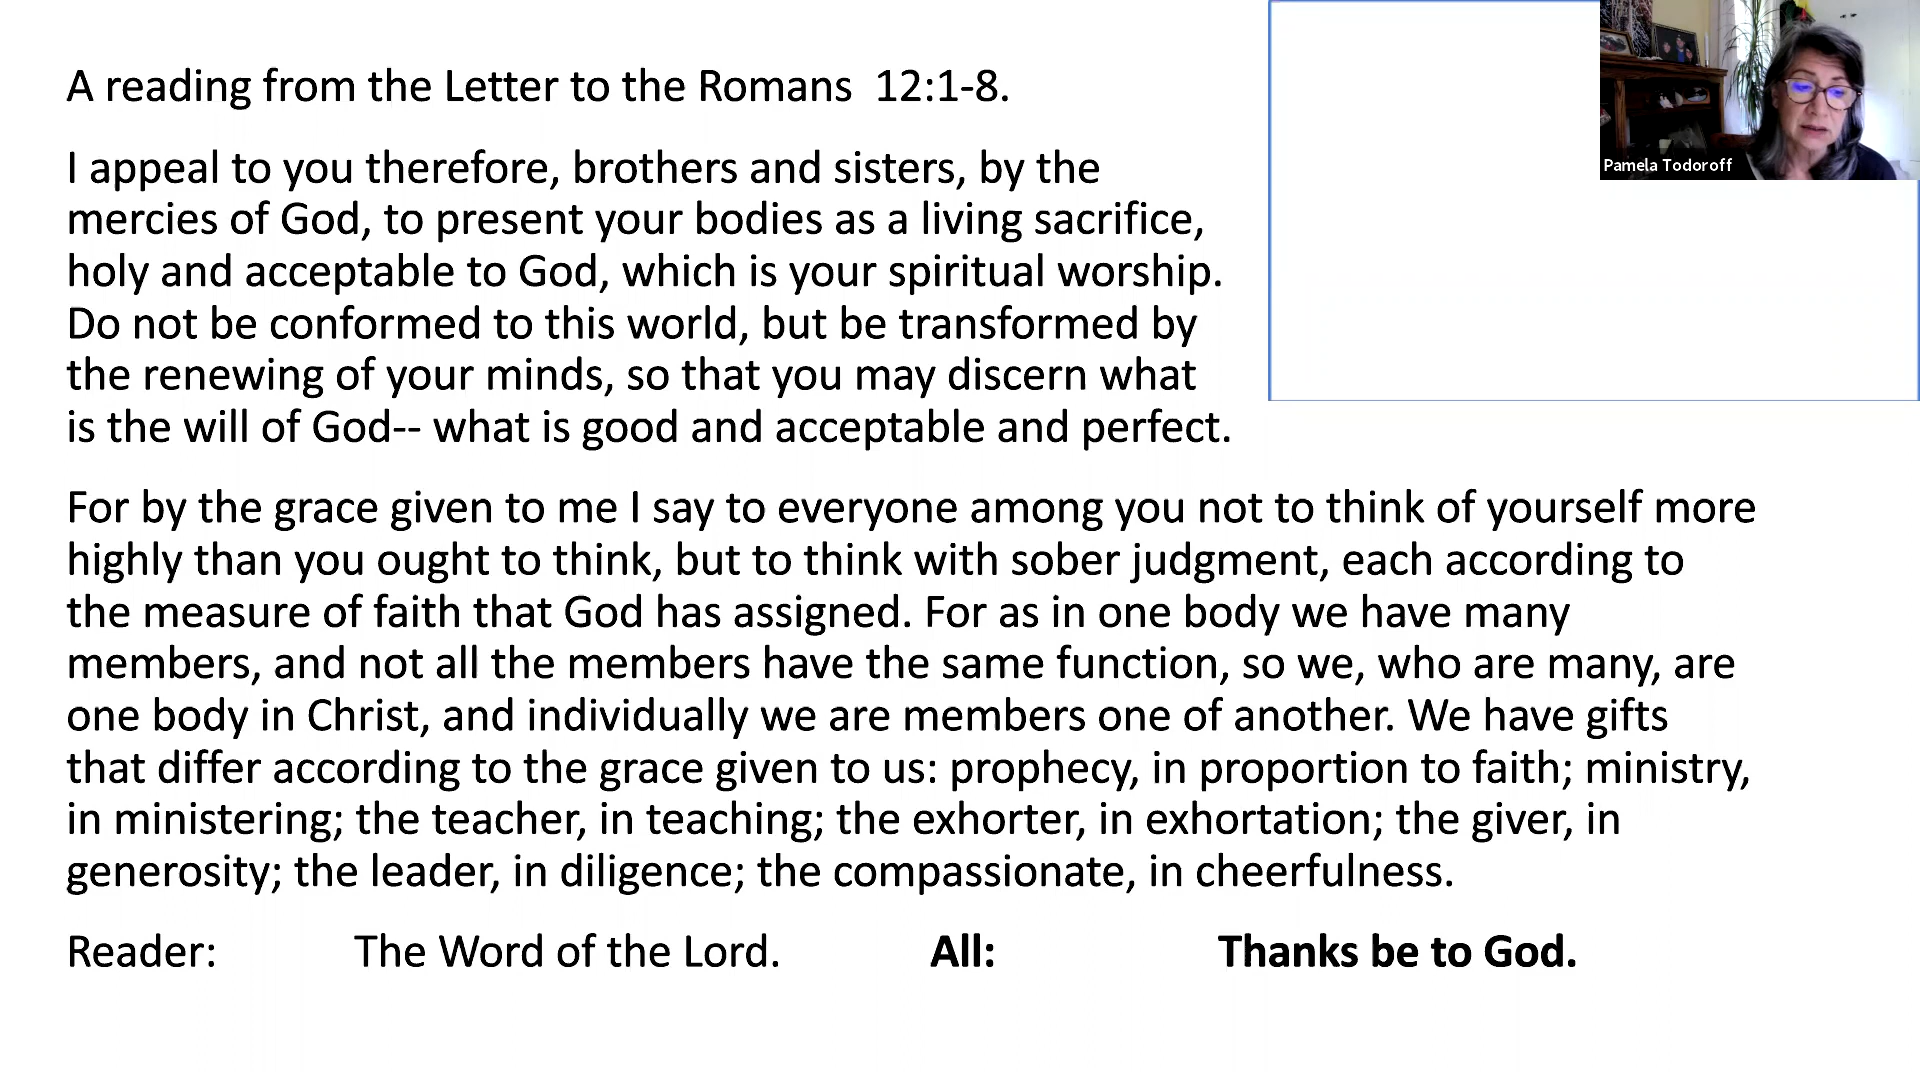 A reading from the Letter to the Romans  12:1-8.
Pamela Todoroff
I appeal to you therefore, brothers and sisters, by the
mercies of God, to present your bodies as a living sacrifice,
holy and acceptable to God, which is your spiritual worship.
Do not be conformed to this world, but be transformed by
the renewing of your minds, so that you may discern what
is the will of God-- what is good and acceptable and perfect.
For by the grace given to me I say to everyone among you not to think of yourself more
highly than you ought to think, but to think with sober judgment, each according to
the measure of faith that God has assigned. For as in one body we have many
members, and not all the members have the same function, so we, who are many, are
one body in Christ, and individually we are members one of another. We have gifts
that differ according to the grace given to us: prophecy, in proportion to faith; ministry,
in ministering; the teacher, in teaching; the exhorter, in exhortation; the giver, in
generosity; the leader, in diligence; the compassionate, in cheerfulness.
Reader: The Word of the Lord. All: Thanks be to God.